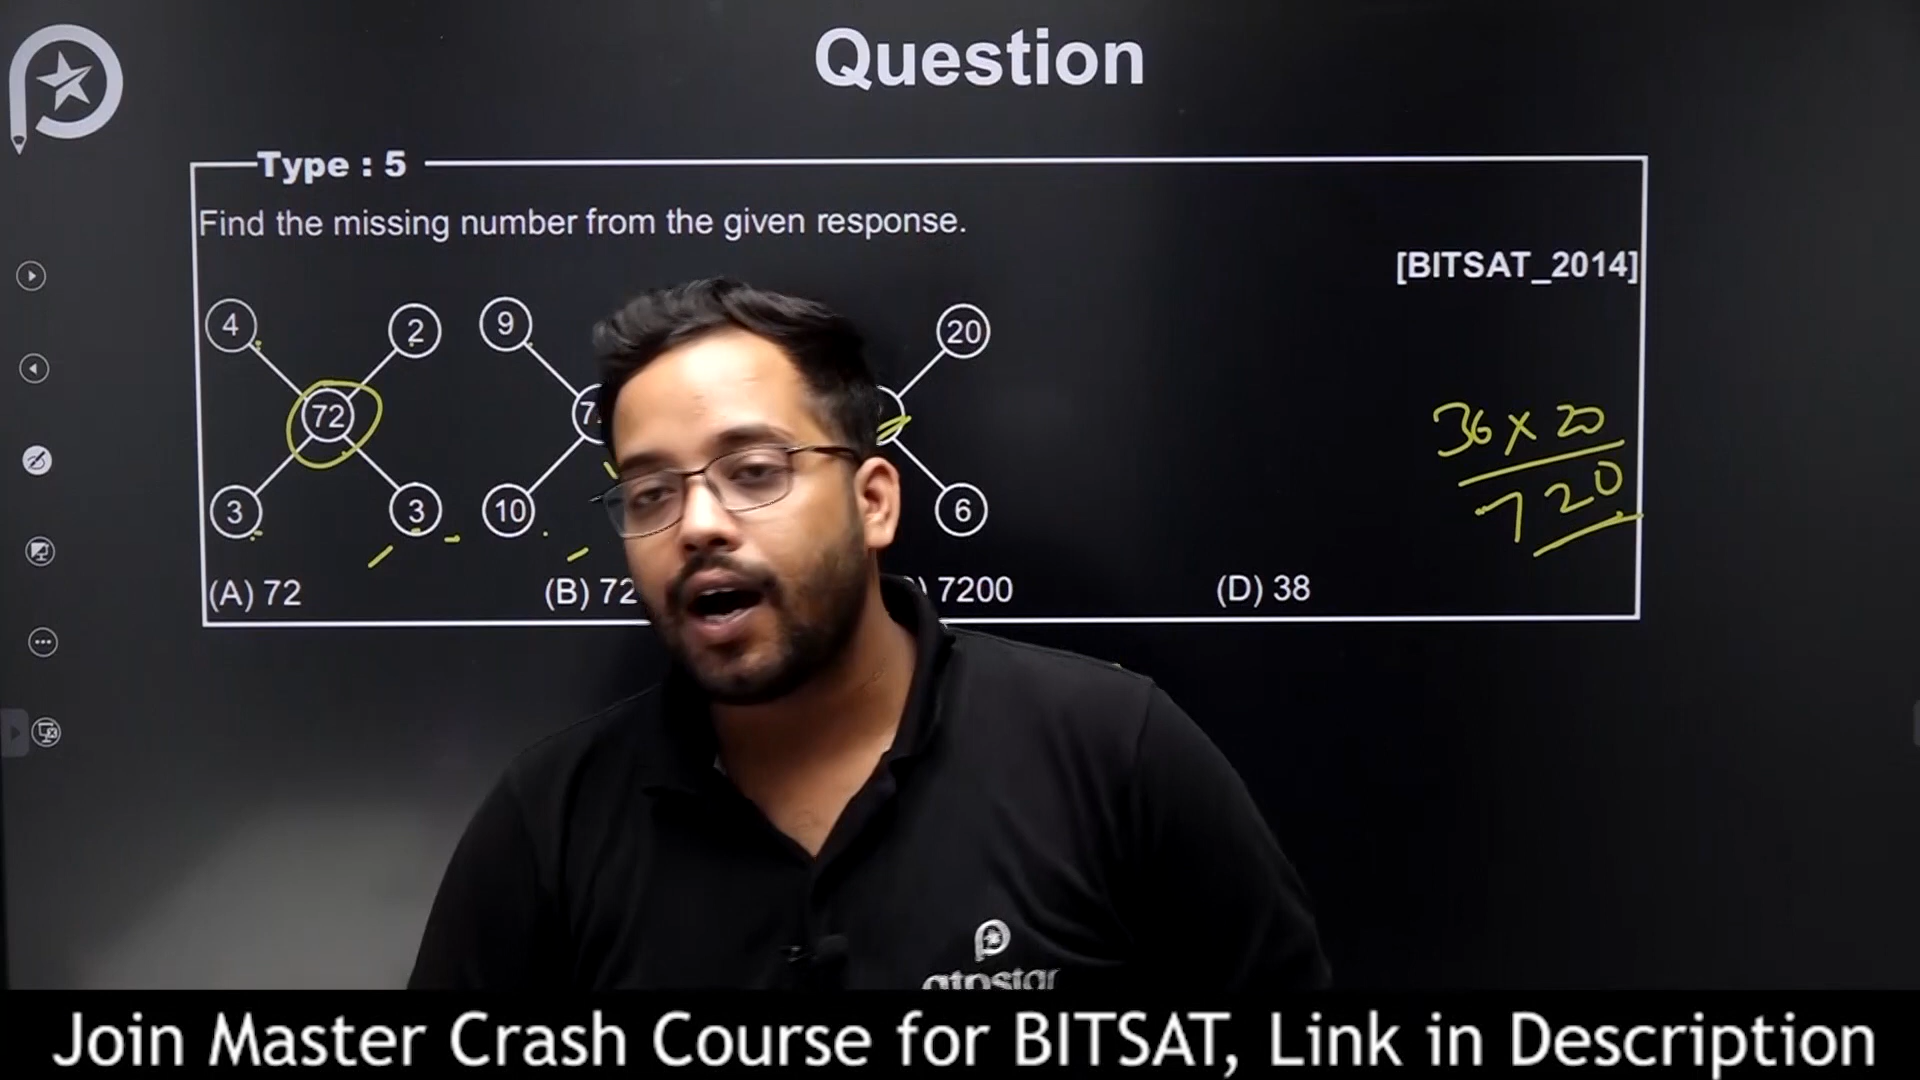 Question
Type : 5
Find the missing number from the given response.
[BITSAT_2014]
4 2 9 20
72
3 3 10 6
36 x 20
720
(A) 72 (B) 72 7200 (D) 38
Join Master Crash Course for BITSAT, Link in Description